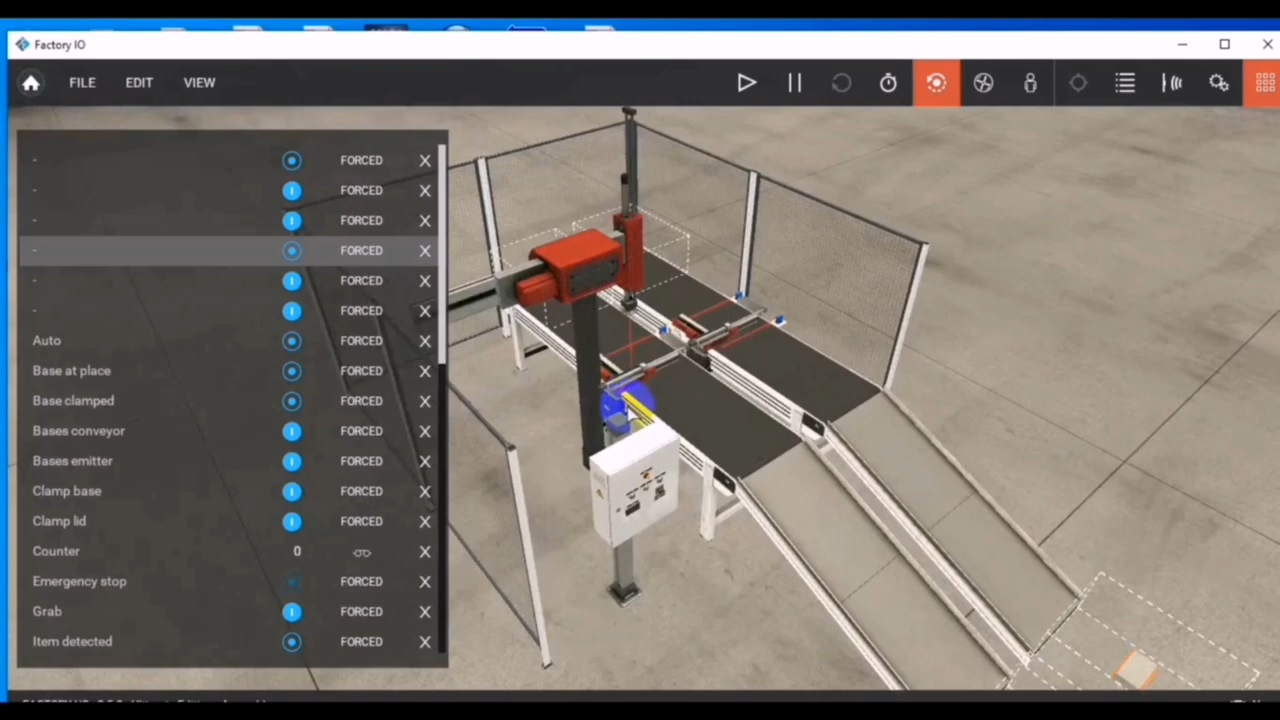 Factory IO
FILE EDIT VIEW
- FORCED X
- FORCED X
- FORCED X
- FORCED X
- FORCED X
- FORCED X
Auto FORCED X
Base at place FORCED X
Base clamped FORCED X
Bases conveyor FORCED X
Bases emitter FORCED X
Clamp base FORCED X
Clamp lid FORCED X
Counter 0 X
Emergency stop FORCED X
Grab FORCED X
Item detected FORCED X